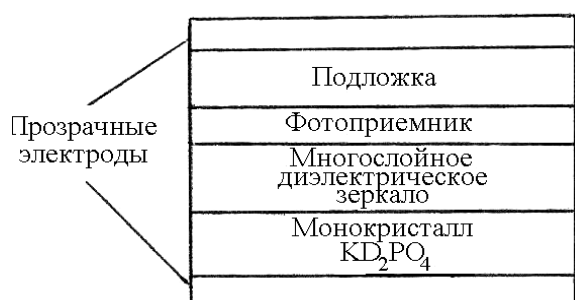 Прозрачные
электроды
Подложка
Фотоприемник
Многослойное
диэлектрическое
зеркало
Монокристалл
KD₂PO₄